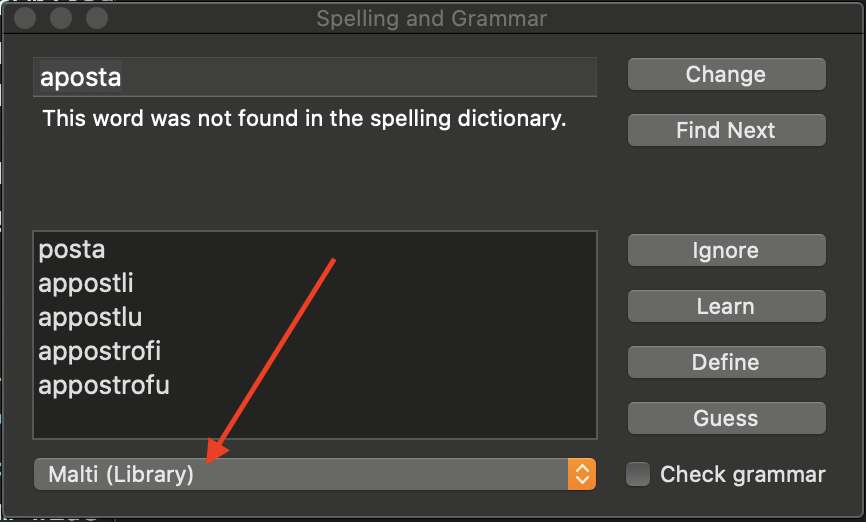 Spelling and Grammar
aposta
Change
This word was not found in the spelling dictionary.
Find Next
posta
appostli
appostlu
appostrofi
appostrofu
Ignore
Learn
Define
Guess
Malti (Library)
Check grammar